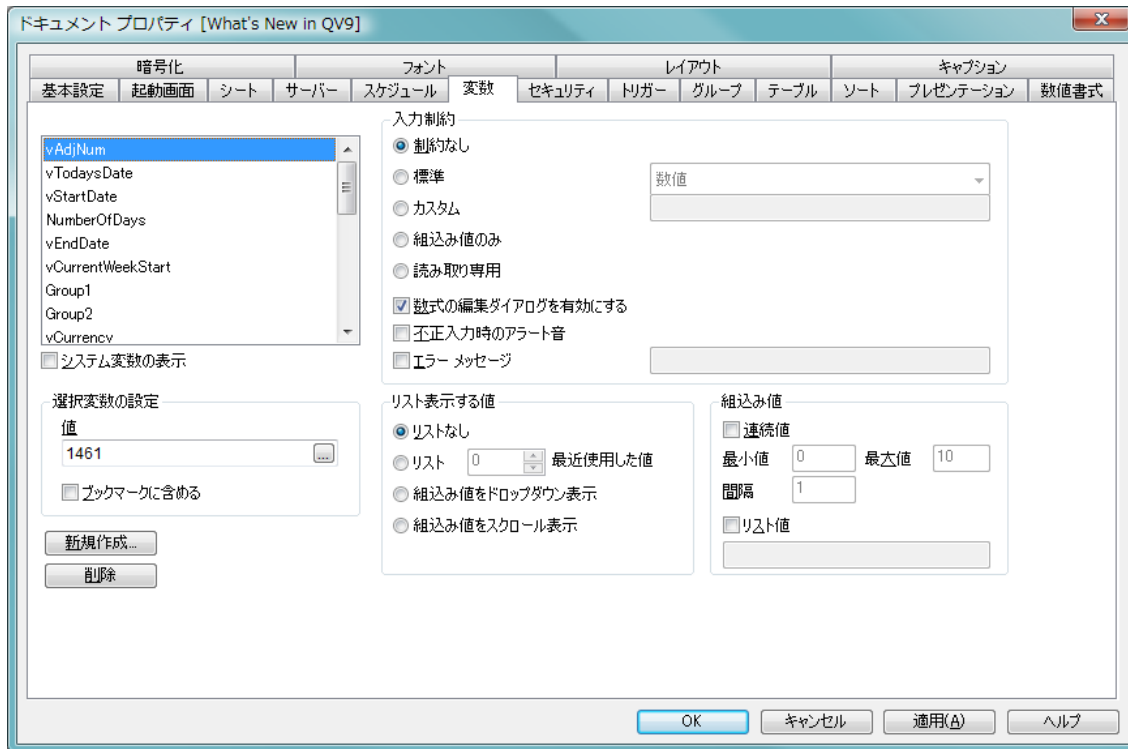 ドキュメント プロパティ [What's New in QV9]
暗号化 フォント レイアウト キャプション
基本設定 起動画面 シート サーバー スケジュール 変数 セキュリティ トリガー グループ テーブル ソート プレゼンテーション 数値書式
vAdjNum
vTodaysDate
vStartDate
NumberOfDays
vEndDate
vCurrentWeekStart
Group1
Group2
vCurrency
システム変数の表示
入力制約
制約なし
標準 数値
カスタム
組込み値のみ
読み取り専用
数式の編集ダイアログを有効にする
不正入力時のアラート音
エラー メッセージ
選択変数の設定
値
1461
...
ブックマークに含める
新規作成...
削除
リスト表示する値
リストなし
リスト 0 最近使用した値
組込み値をドロップダウン表示
組込み値をスクロール表示
組込み値
連続値
最小値 0 最大値 10
間隔 1
リスト値
OK キャンセル 適用(A) ヘルプ